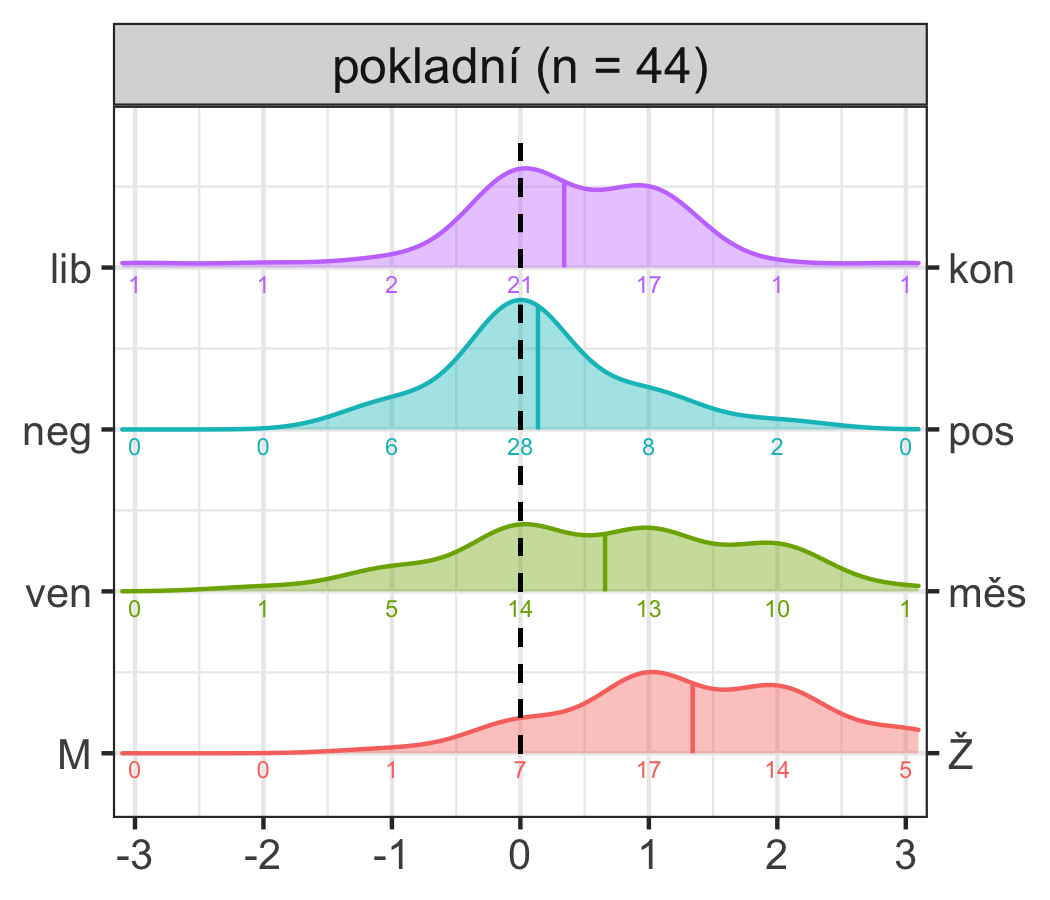 pokladní (n = 44)
lib kon
1 1 2 21 17 1 1
neg pos
0 0 6 28 8 2 0
ven měs
0 1 5 14 13 10 1
M Ž
0 0 1 7 17 14 5
-3 -2 -1 0 1 2 3